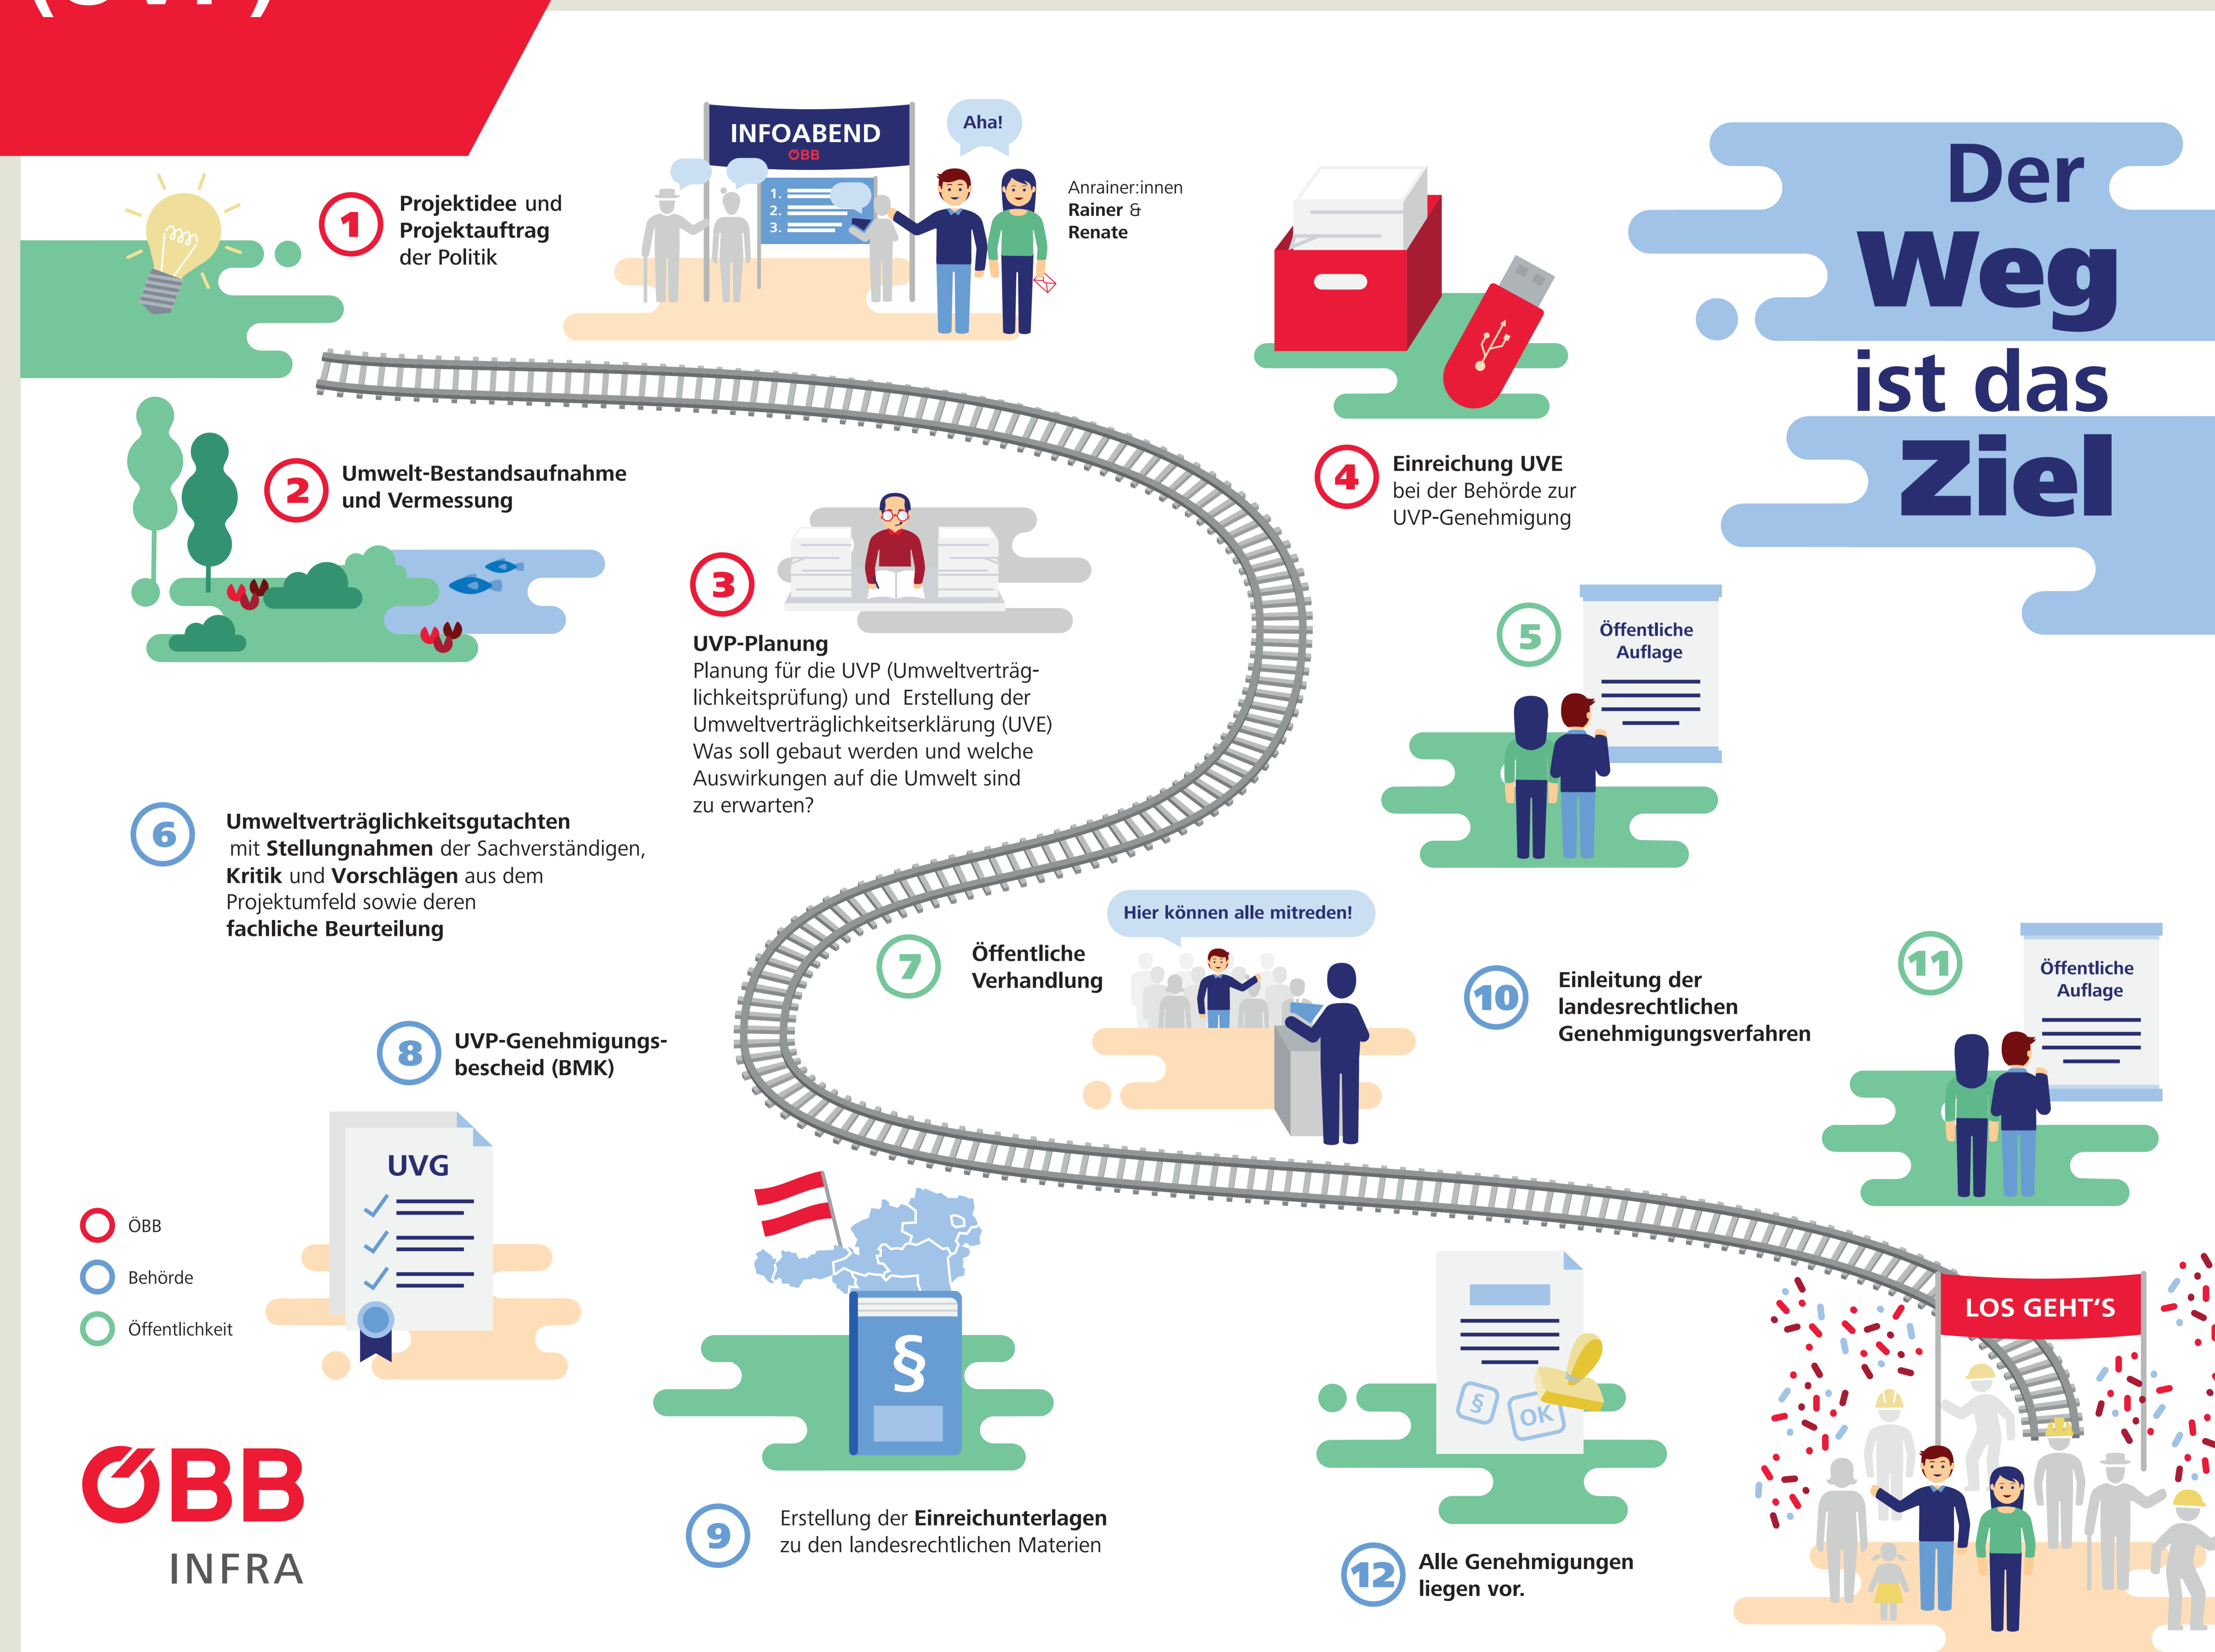 INFOABEND
ÖBB
1.
2.
3.
Aha!
Anrainer:innen
Rainer &
Renate
1
Projektidee und
Projektauftrag
der Politik
Der
Weg
ist das
Ziel
2
Umwelt-Bestandsaufnahme
und Vermessung
3
UVP-Planung
Planung für die UVP (Umweltverträg-
lichkeitsprüfung) und Erstellung der
Umweltverträglichkeitserklärung (UVE)
Was soll gebaut werden und welche
Auswirkungen auf die Umwelt sind
zu erwarten?
4
Einreichung UVE
bei der Behörde zur
UVP-Genehmigung
5
Öffentliche
Auflage
6
Umweltverträglichkeitsgutachten
mit Stellungnahmen der Sachverständigen,
Kritik und Vorschlägen aus dem
Projektumfeld sowie deren
fachliche Beurteilung
7
Öffentliche
Verhandlung
Hier können alle mitreden!
8
UVP-Genehmigungs-
bescheid (BMK)
UVG
9
Erstellung der Einreichunterlagen
zu den landesrechtlichen Materien
§
10
Einleitung der
landesrechtlichen
Genehmigungsverfahren
11
Öffentliche
Auflage
12
Alle Genehmigungen
liegen vor.
§
OK
LOS GEHT'S
ÖBB
Behörde
Öffentlichkeit
ÖBB
INFRA